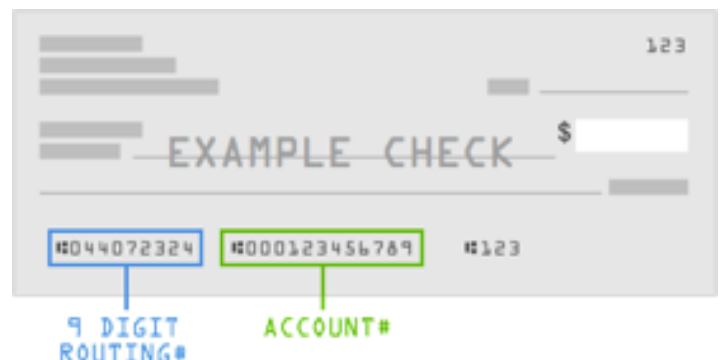 123
$
EXAMPLE CHECK
⑆044072324 ⑆000123456789 ⑆123
9 DIGIT
ROUTING#
ACCOUNT#